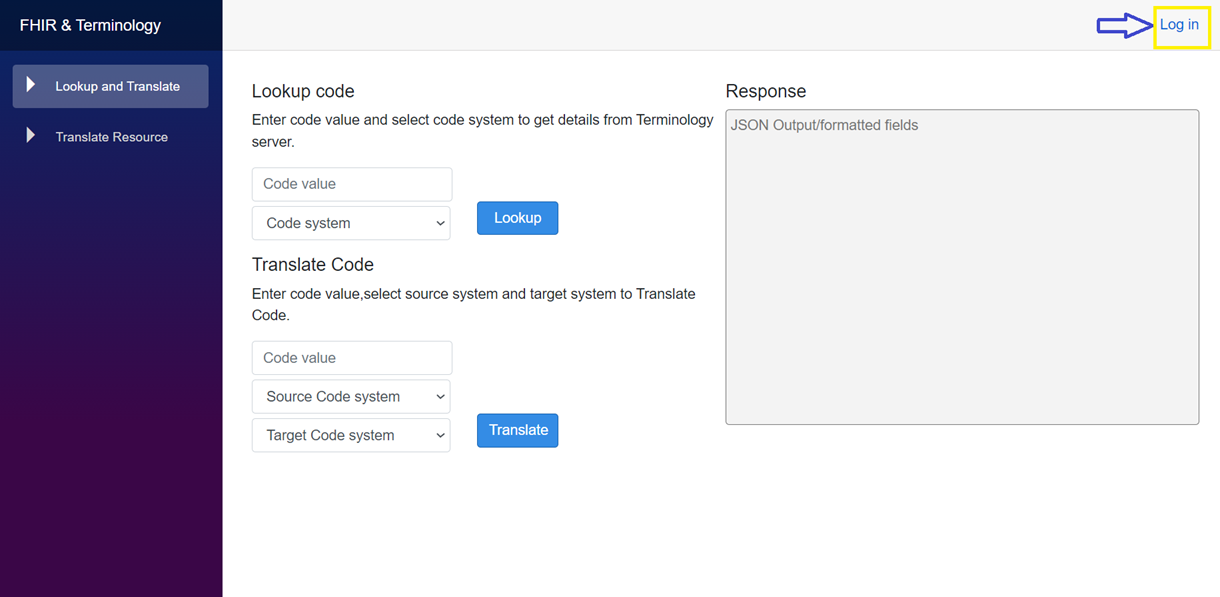 FHIR & Terminology
Log in
Lookup and Translate
Translate Resource
Lookup code
Enter code value and select code system to get details from Terminology
server.
Code value
Code system
Lookup
Translate Code
Enter code value,select source system and target system to Translate
Code.
Code value
Source Code system
Target Code system
Translate
Response
JSON Output/formatted fields